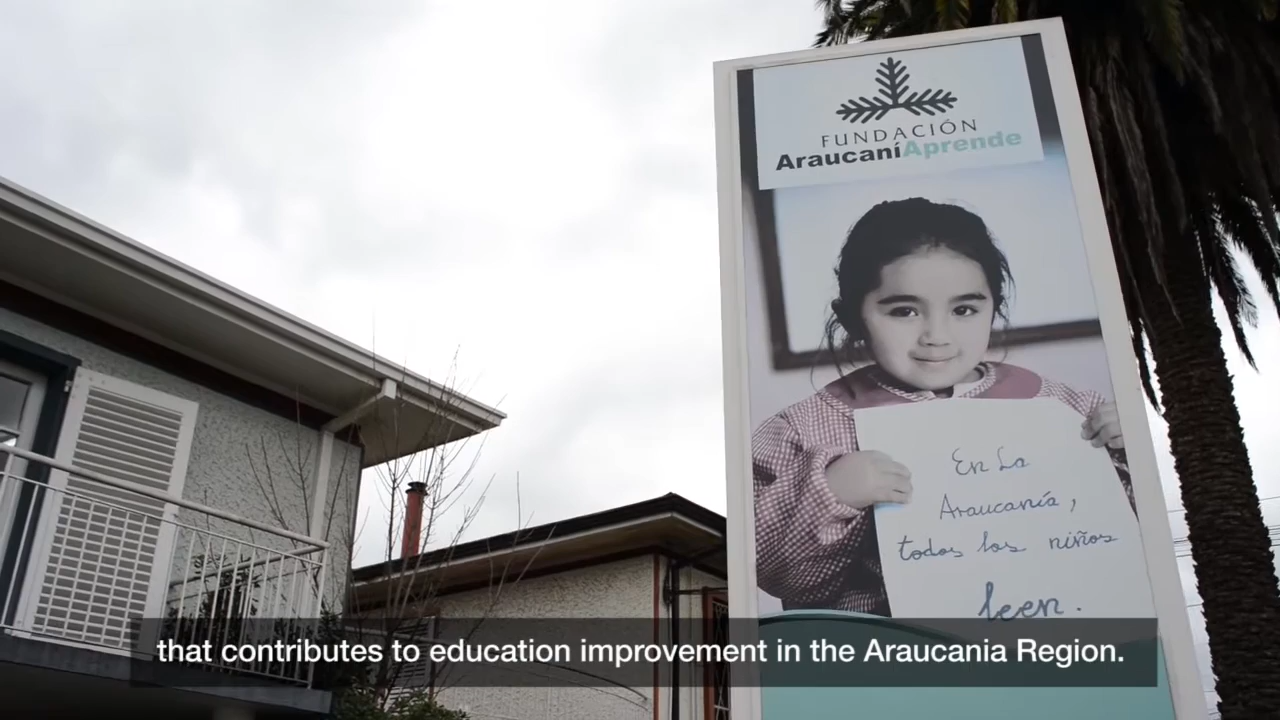 FUNDACIÓN
AraucaníAprende
En La
Araucanía,
todos los niños
leen.
that contributes to education improvement in the Araucania Region.